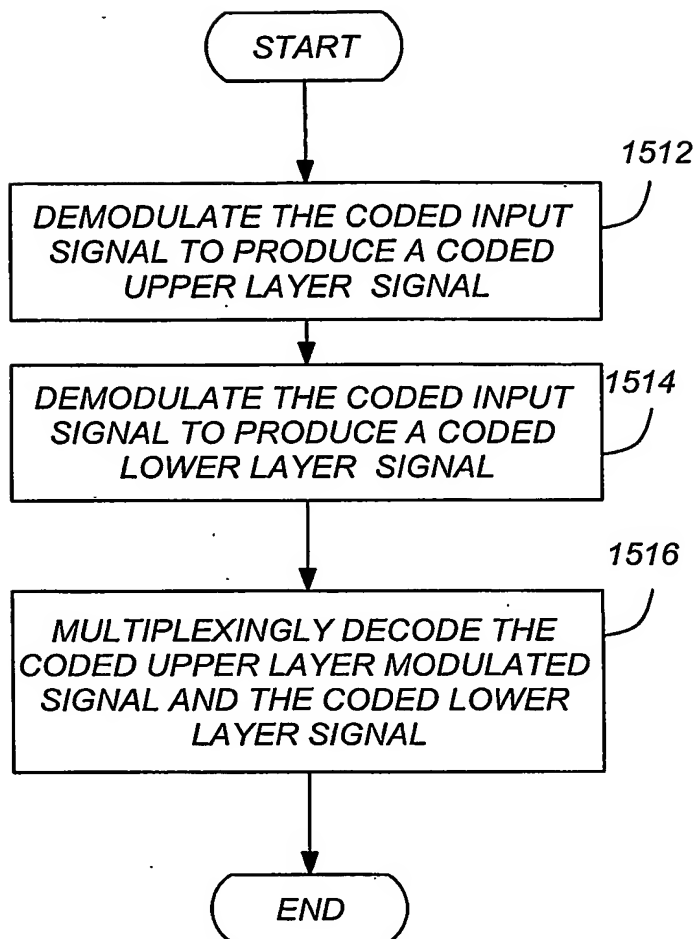 START
1512
DEMODULATE THE CODED INPUT
SIGNAL TO PRODUCE A CODED
UPPER LAYER SIGNAL
1514
DEMODULATE THE CODED INPUT
SIGNAL TO PRODUCE A CODED
LOWER LAYER SIGNAL
1516
MULTIPLEXINGLY DECODE THE
CODED UPPER LAYER MODULATED
SIGNAL AND THE CODED LOWER
LAYER SIGNAL
END